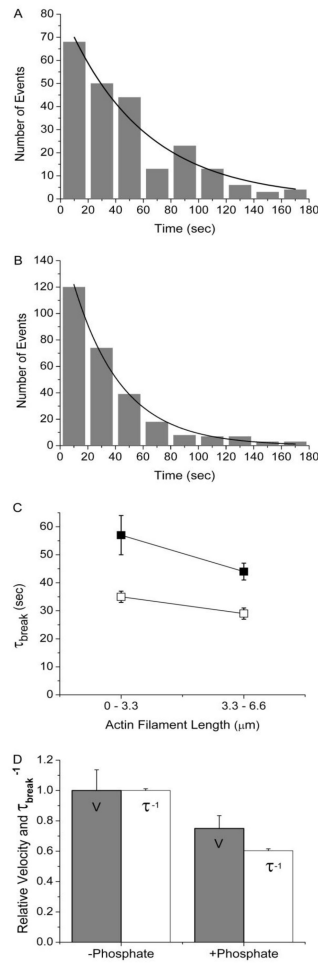 A
80
70
60
50
40
30
20
10
0
Number of Events
0 20 40 60 80 100 120 140 160 180
Time (sec)
B
140
120
100
80
60
40
20
0
Number of Events
0 20 40 60 80 100 120 140 160 180
Time (sec)
C
60
50
40
30
20
10
0
τbreak (sec)
0 - 3.3 3.3 - 6.6
Actin Filament Length (μm)
D
1.2
1.0
0.8
0.6
0.4
0.2
0.0
Relative Velocity and τbreak⁻¹
V τ⁻¹ V τ⁻¹
-Phosphate +Phosphate